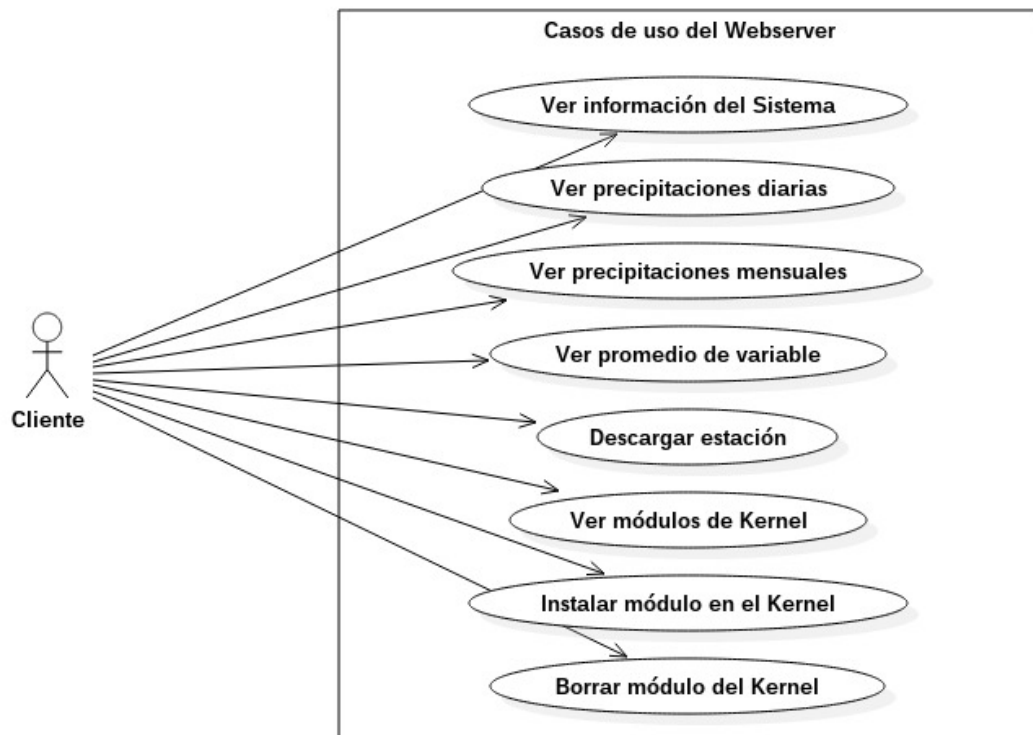 Casos de uso del Webserver
Ver información del Sistema
Ver precipitaciones diarias
Ver precipitaciones mensuales
Ver promedio de variable
Cliente
Descargar estación
Ver módulos de Kernel
Instalar módulo en el Kernel
Borrar módulo del Kernel